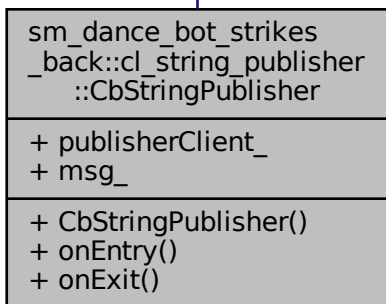 sm_dance_bot_strikes
_back::cl_string_publisher
::CbStringPublisher
+ publisherClient_
+ msg_
+ CbStringPublisher()
+ onEntry()
+ onExit()